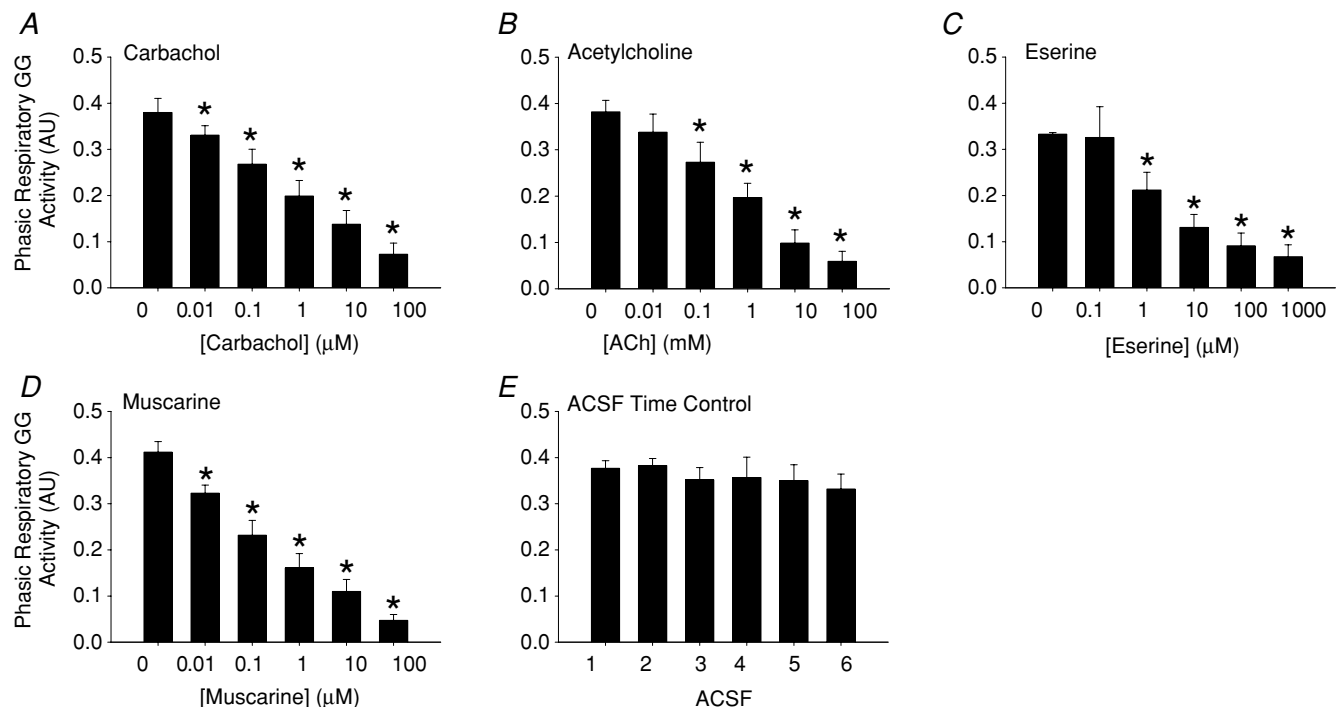 A
Carbachol
Phasic Respiratory GG
Activity (AU)
0.5
0.4
0.3
0.2
0.1
0.0
* * * * *
0 0.01 0.1 1 10 100
[Carbachol] (μM)
B
Acetylcholine
0.5
0.4
0.3
0.2
0.1
0.0
* * * *
0 0.01 0.1 1 10 100
[ACh] (mM)
C
Eserine
0.5
0.4
0.3
0.2
0.1
0.0
* * * *
0 0.1 1 10 100 1000
[Eserine] (μM)
D
Muscarine
Phasic Respiratory GG
Activity (AU)
0.5
0.4
0.3
0.2
0.1
0.0
* * * * *
0 0.01 0.1 1 10 100
[Muscarine] (μM)
E
ACSF Time Control
0.5
0.4
0.3
0.2
0.1
0.0
1 2 3 4 5 6
ACSF